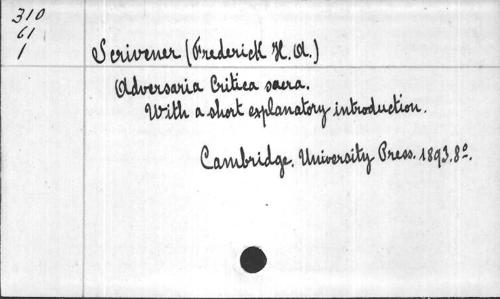 310
61
1
Scrivener (Frederick H. A.)
Adversaria Critica sacra.
With a short explanatory introduction.
Cambridge. University Press. 1893. 8º.